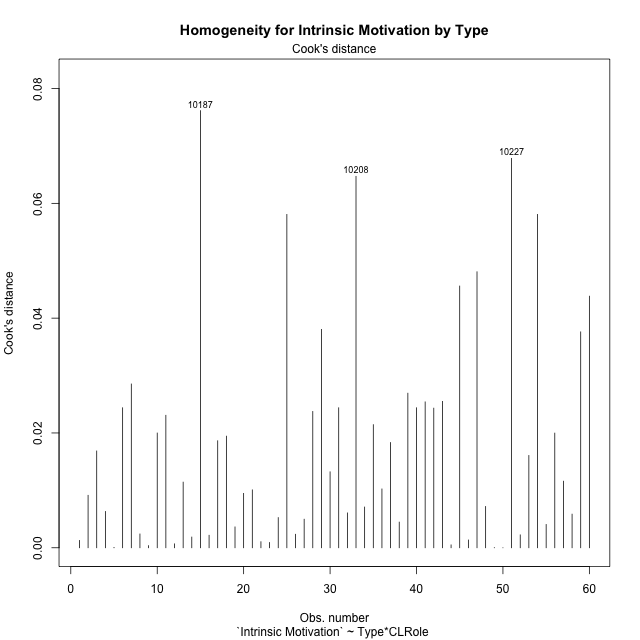 Homogeneity for Intrinsic Motivation by Type
Cook's distance
0.08
10187
10227
10208
0.06
Cook's distance
0.04
0.02
0.00
0 10 20 30 40 50 60
Obs. number
`Intrinsic Motivation` ~ Type*CLRole